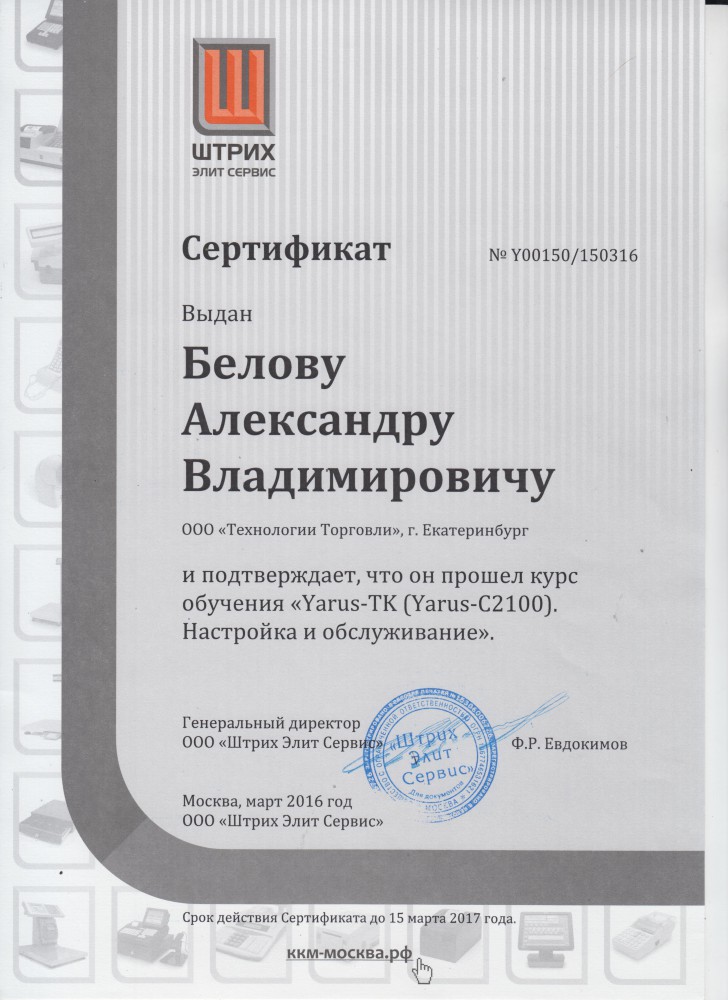 ШТРИХ
ЭЛИТ СЕРВИС
Сертификат № Y00150/150316
Выдан
Белову
Александру
Владимировичу
ООО «Технологии Торговли», г. Екатеринбург
и подтверждает, что он прошел курс
обучения «Yarus-TK (Yarus-C2100).
Настройка и обслуживание».
Генеральный директор
ООО «Штрих Элит Сервис» Ф.Р. Евдокимов
«Штрих
Элит
Сервис»
Для документов
МОСКВА
Москва, март 2016 год
ООО «Штрих Элит Сервис»
Срок действия Сертификата до 15 марта 2017 года.
ккм-москва.рф